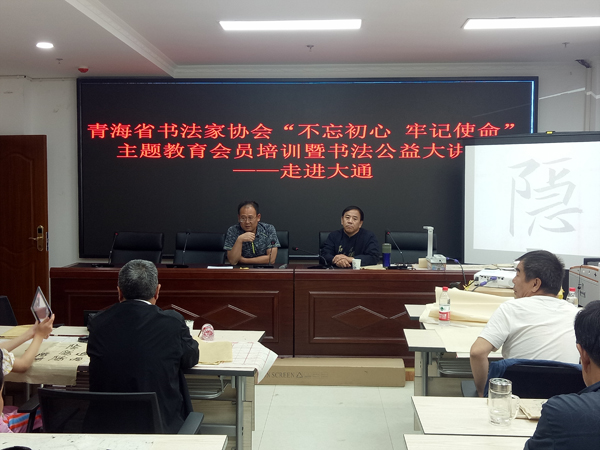 青海省书法家协会“不忘初心 牢记使命”
主题教育会员培训暨书法公益大讲
——走进大通
隐